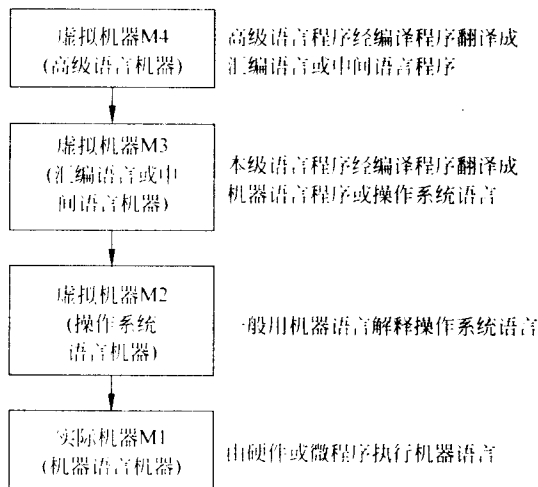 虚拟机器M4
(高级语言机器)
高级语言程序经编译程序翻译成
汇编语言或中间语言程序
虚拟机器M3
(汇编语言或中
间语言机器)
本级语言程序经编译程序翻译成
机器语言程序或操作系统语言
虚拟机器M2
(操作系统
语言机器)
一般用机器语言解释操作系统语言
实际机器M1
(机器语言机器)
由硬件或微程序执行机器语言